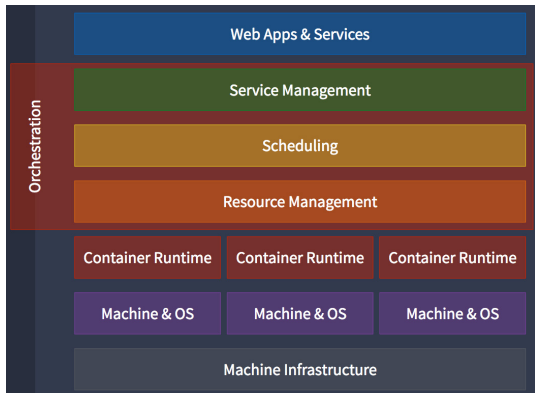 Web Apps & Services
Orchestration
Service Management
Scheduling
Resource Management
Container Runtime
Container Runtime
Container Runtime
Machine & OS
Machine & OS
Machine & OS
Machine Infrastructure